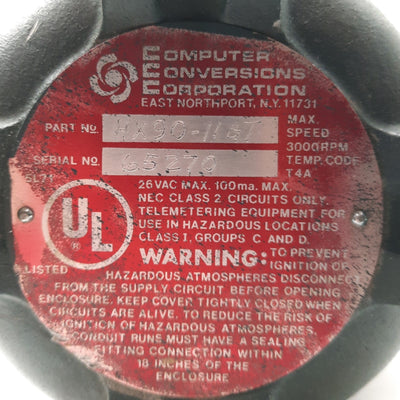 COMPUTER
CONVERSIONS
CORPORATION
EAST NORTHPORT, N.Y. 11731
PART NO.
MAX.
SPEED
3000RPM
SERIAL NO. 65270
TEMP. CODE
T4A
26VAC MAX. 100ma. MAX.
NEC CLASS 2 CIRCUITS ONLY.
TELEMETERING EQUIPMENT FOR
USE IN HAZARDOUS LOCATIONS
CLASS 1, GROUPS C AND D.
UL
®
LISTED
WARNING: TO PREVENT
IGNITION OF
HAZARDOUS ATMOSPHERES DISCONNECT
FROM THE SUPPLY CIRCUIT BEFORE OPENING
ENCLOSURE. KEEP COVER TIGHTLY CLOSED WHEN
CIRCUITS ARE ALIVE. TO REDUCE THE RISK OF
IGNITION OF HAZARDOUS ATMOSPHERES,
CONDUIT RUNS MUST HAVE A SEALING
FITTING CONNECTION WITHIN
18 INCHES OF THE
ENCLOSURE